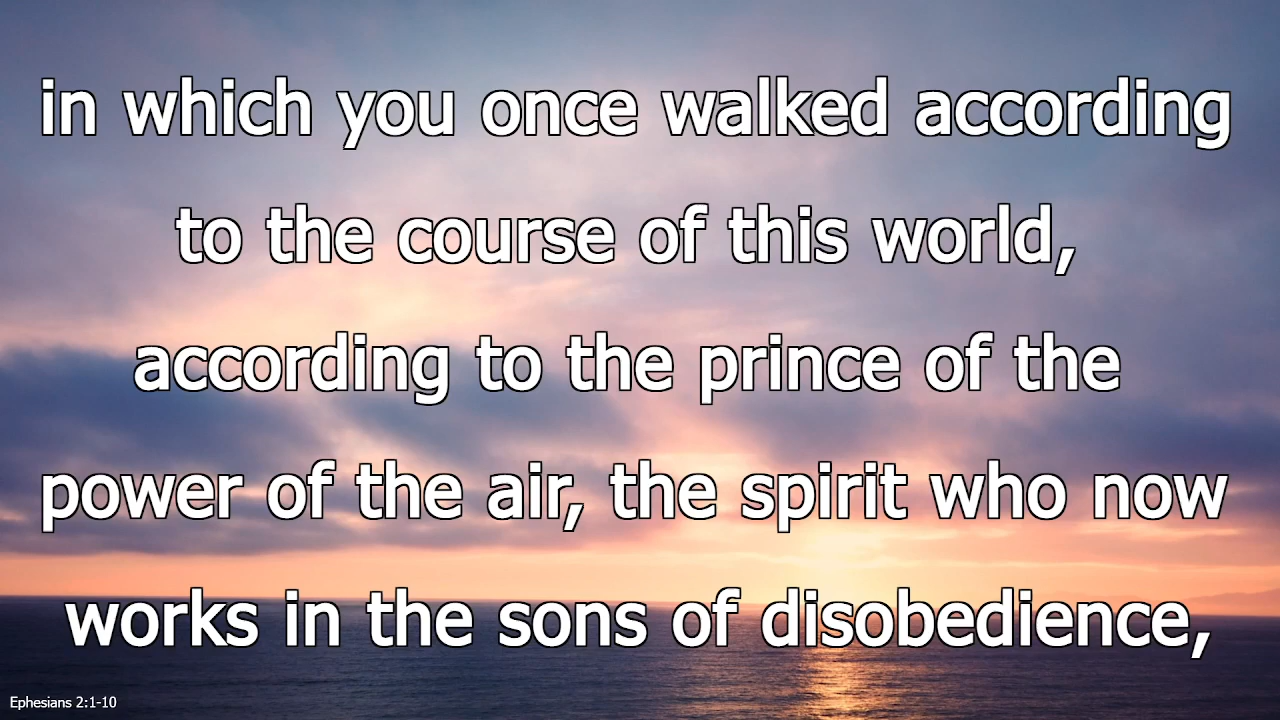 in which you once walked according
to the course of this world,
according to the prince of the
power of the air, the spirit who now
works in the sons of disobedience,
Ephesians 2:1-10